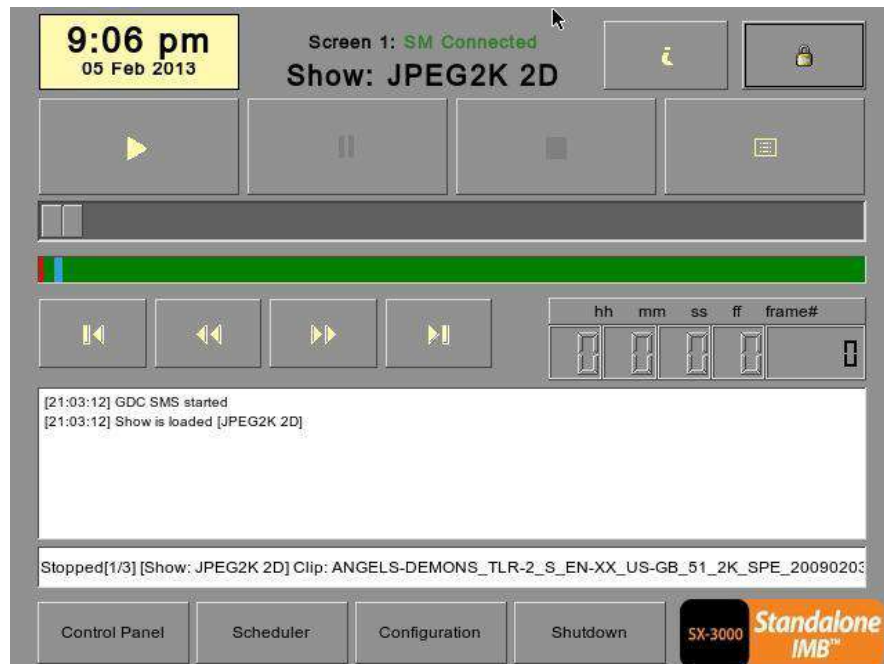 9:06 pm
05 Feb 2013
Screen 1: SM Connected
Show: JPEG2K 2D
i
hh mm ss ff frame#
0 0 0 0 0
[21:03:12] GDC SMS started
[21:03:12] Show is loaded [JPEG2K 2D]
Stopped[1/3] [Show: JPEG2K 2D] Clip: ANGELS-DEMONS_TLR-2_S_EN-XX_US-GB_51_2K_SPE_20090203
Control Panel
Scheduler
Configuration
Shutdown
SX-3000
Standalone
IMB™